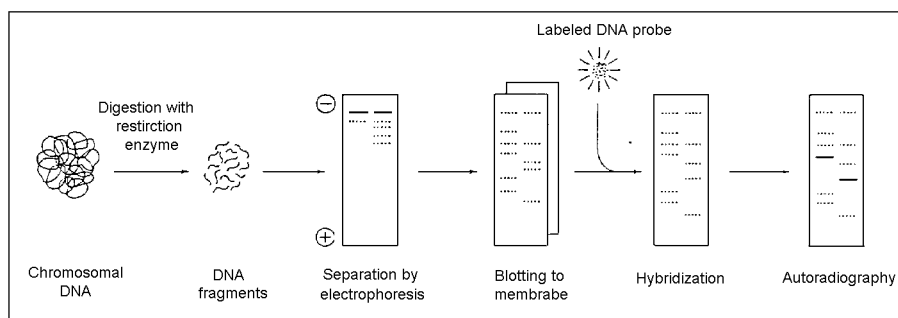 Labeled DNA probe
Digestion with
restirction
enzyme
−
+
Chromosomal
DNA
DNA
fragments
Separation by
electrophoresis
Blotting to
membrabe
Hybridization
Autoradiography